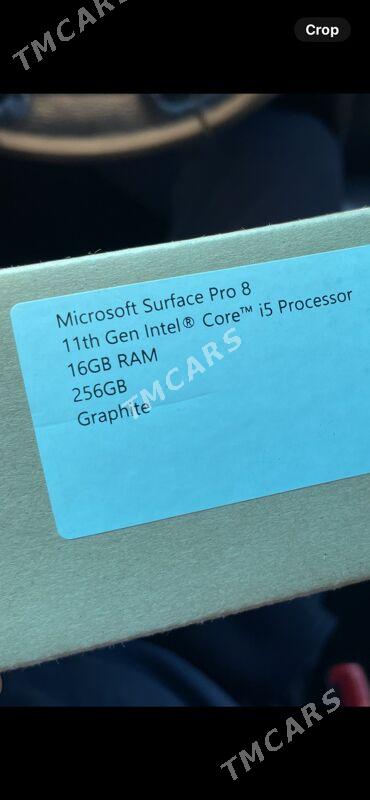 TMCARS
Crop
Microsoft Surface Pro 8
11th Gen Intel® Core™ i5 Processor
16GB RAM
256GB
Graphite
TMCARS
TMCARS